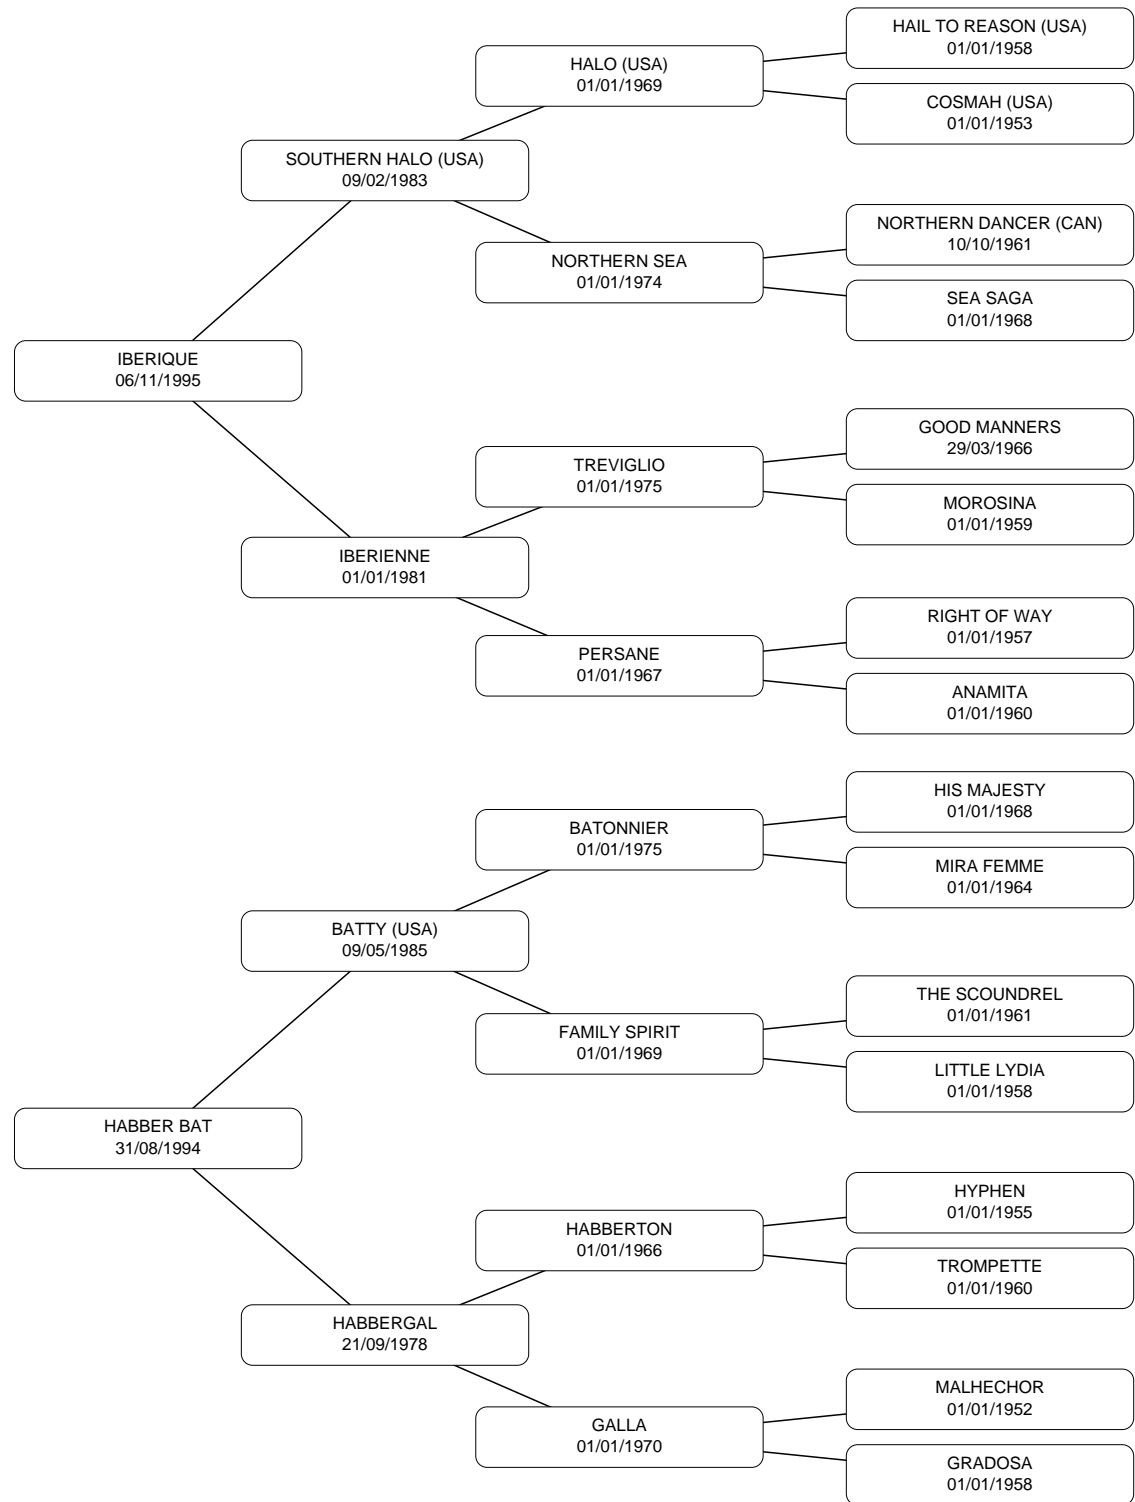 HAIL TO REASON (USA)
01/01/1958
HALO (USA)
01/01/1969
COSMAH (USA)
01/01/1953
SOUTHERN HALO (USA)
09/02/1983
NORTHERN DANCER (CAN)
10/10/1961
NORTHERN SEA
01/01/1974
SEA SAGA
01/01/1968
IBERIQUE
06/11/1995
GOOD MANNERS
29/03/1966
TREVIGLIO
01/01/1975
MOROSINA
01/01/1959
IBERIENNE
01/01/1981
RIGHT OF WAY
01/01/1957
PERSANE
01/01/1967
ANAMITA
01/01/1960
HIS MAJESTY
01/01/1968
BATONNIER
01/01/1975
MIRA FEMME
01/01/1964
BATTY (USA)
09/05/1985
THE SCOUNDREL
01/01/1961
FAMILY SPIRIT
01/01/1969
LITTLE LYDIA
01/01/1958
HABBER BAT
31/08/1994
HYPHEN
01/01/1955
HABBERTON
01/01/1966
TROMPETTE
01/01/1960
HABBERGAL
21/09/1978
MALHECHOR
01/01/1952
GALLA
01/01/1970
GRADOSA
01/01/1958